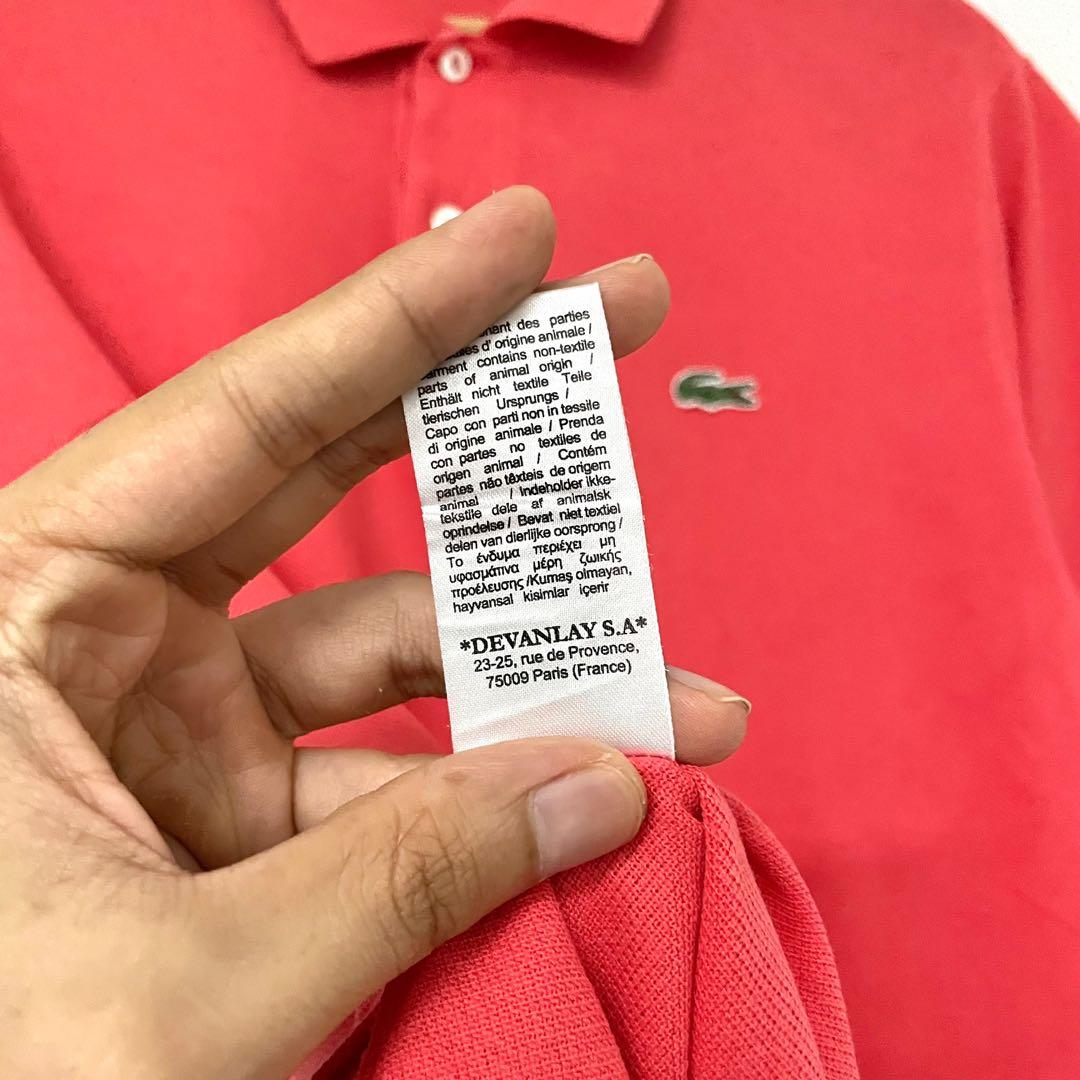 des parties
d' origine animale /
contains non-textile
parts of animal origin /
Enthält nicht textile Teile
tierischen Ursprungs /
Capo con parti non in tessile
di origine animale / Prenda
con partes no textiles de
origen animal / Contém
partes não têxteis de origem
animal / Indeholder ikke-
tekstile dele af animalsk
oprindelse / Bevat niet textiel
delen van dierlijke oorsprong /
Το ένδυμα περιέχει μη
υφασμάτινα μέρη ζωικής
προέλευσης /Kumaş olmayan,
hayvansal kisimlar içerir
*DEVANLAY S.A*
23-25, rue de Provence,
75009 Paris (France)